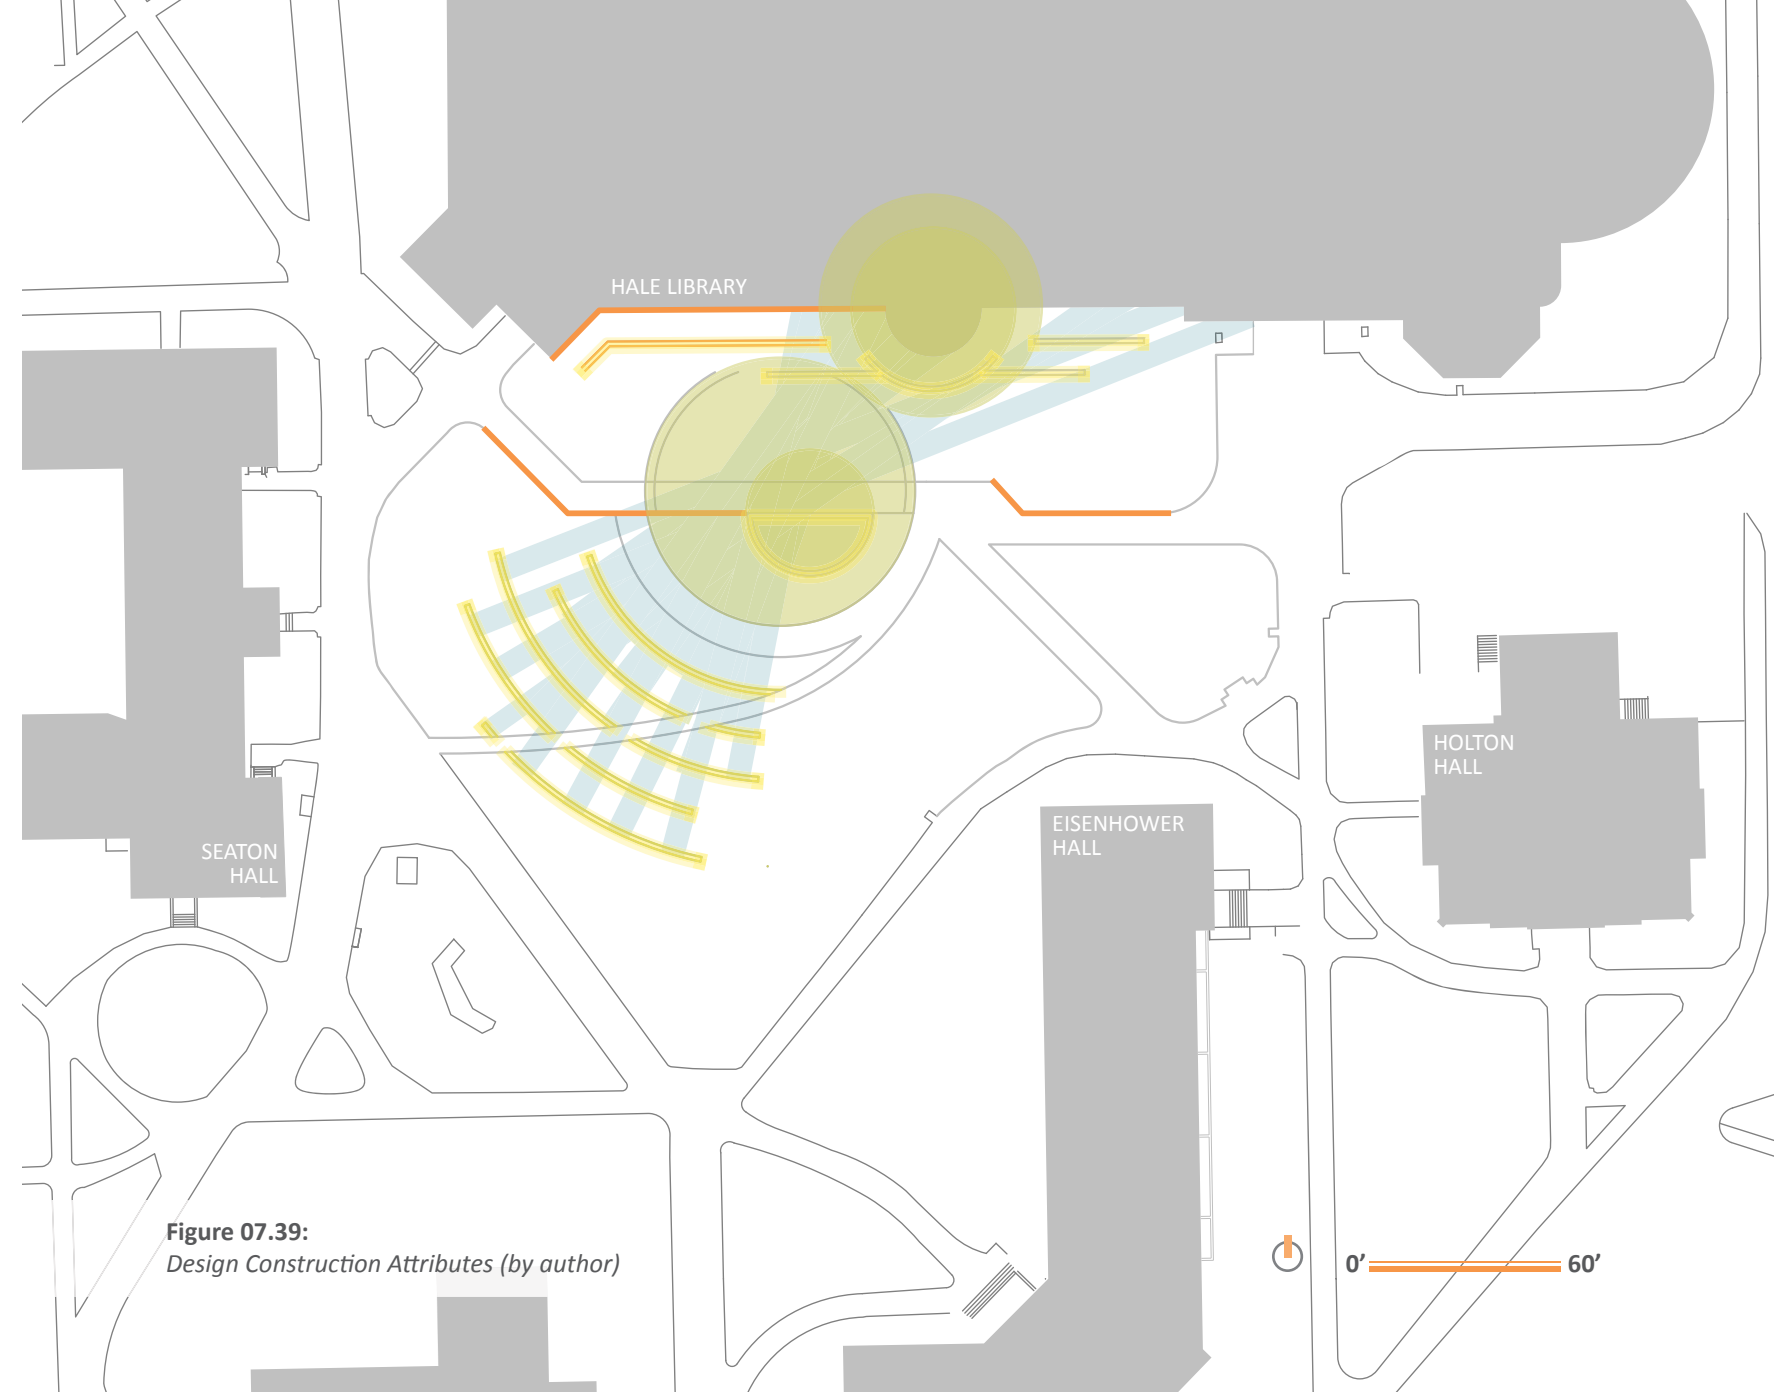 HALE LIBRARY
HOLTON
HALL
EISENHOWER
HALL
SEATON
HALL
Figure 07.39:
Design Construction Attributes (by author)
0' 60'